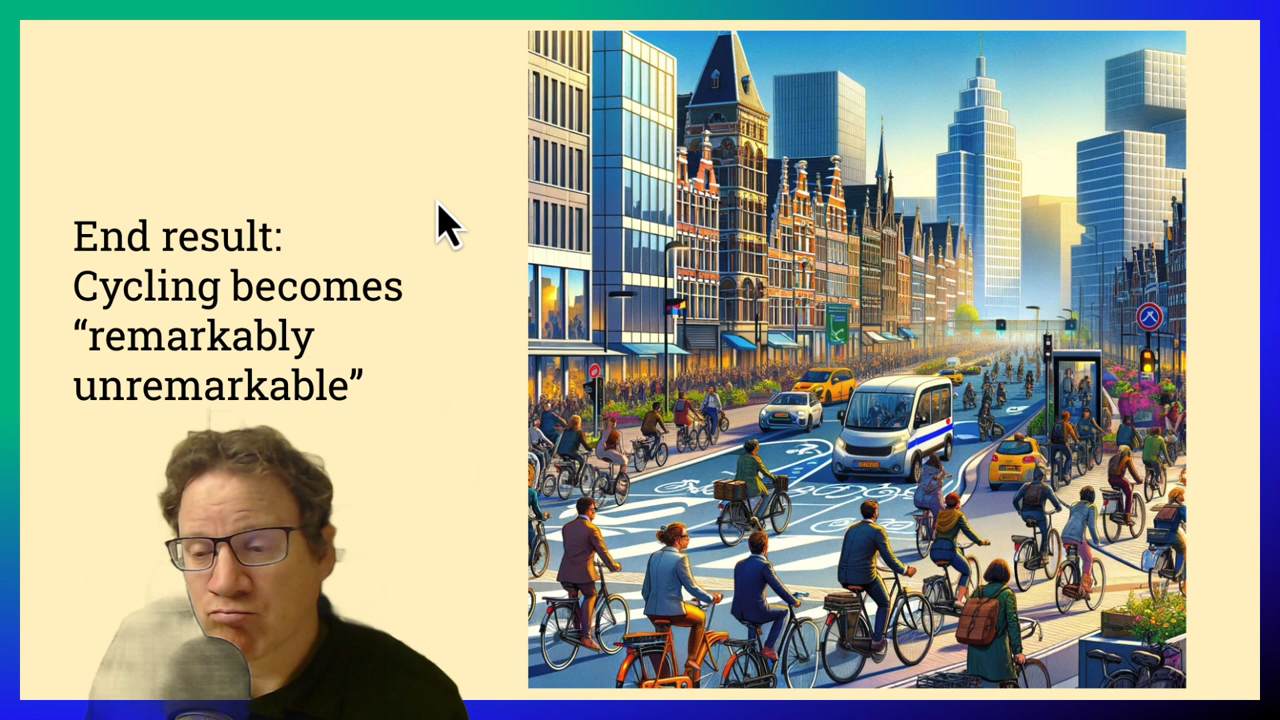 End result:
Cycling becomes
“remarkably
unremarkable”